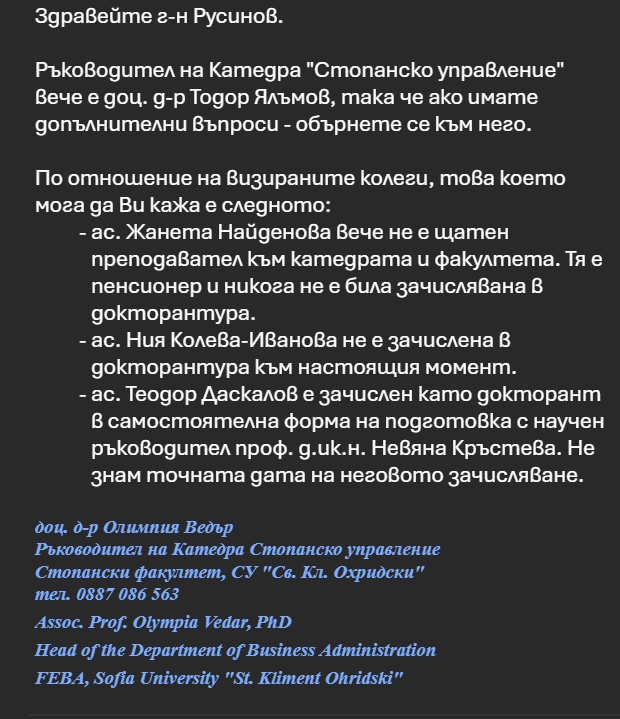 Здравейте г-н Русинов.
Ръководител на Катедра "Стопанско управление"
вече е доц. д-р Тодор Ялъмов, така че ако имате
допълнителни въпроси - обърнете се към него.
По отношение на визираните колеги, това което
мога да Ви кажа е следното:
- ас. Жанета Найденова вече не е щатен
преподавател към катедрата и факултета. Тя е
пенсионер и никога не е била зачислявана в
докторантура.
- ас. Ния Колева-Иванова не е зачислена в
докторантура към настоящия момент.
- ас. Теодор Даскалов е зачислен като докторант
в самостоятелна форма на подготовка с научен
ръководител проф. д.ик.н. Невяна Кръстева. Не
знам точната дата на неговото зачисляване.
доц. д-р Олимпия Ведър
Ръководител на Катедра Стопанско управление
Стопански факултет, СУ "Св. Кл. Охридски"
тел. 0887 086 563
Assoc. Prof. Olympia Vedar, PhD
Head of the Department of Business Administration
FEBA, Sofia University "St. Kliment Ohridski"